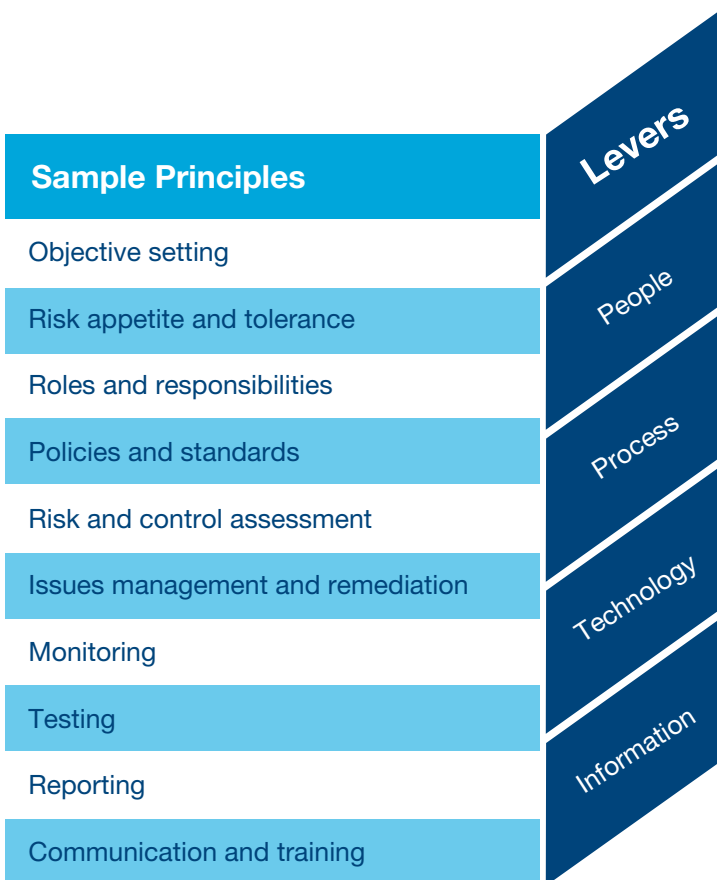 Sample Principles
Objective setting
Risk appetite and tolerance
Roles and responsibilities
Policies and standards
Risk and control assessment
Issues management and remediation
Monitoring
Testing
Reporting
Communication and training
Levers
People
Process
Technology
Information